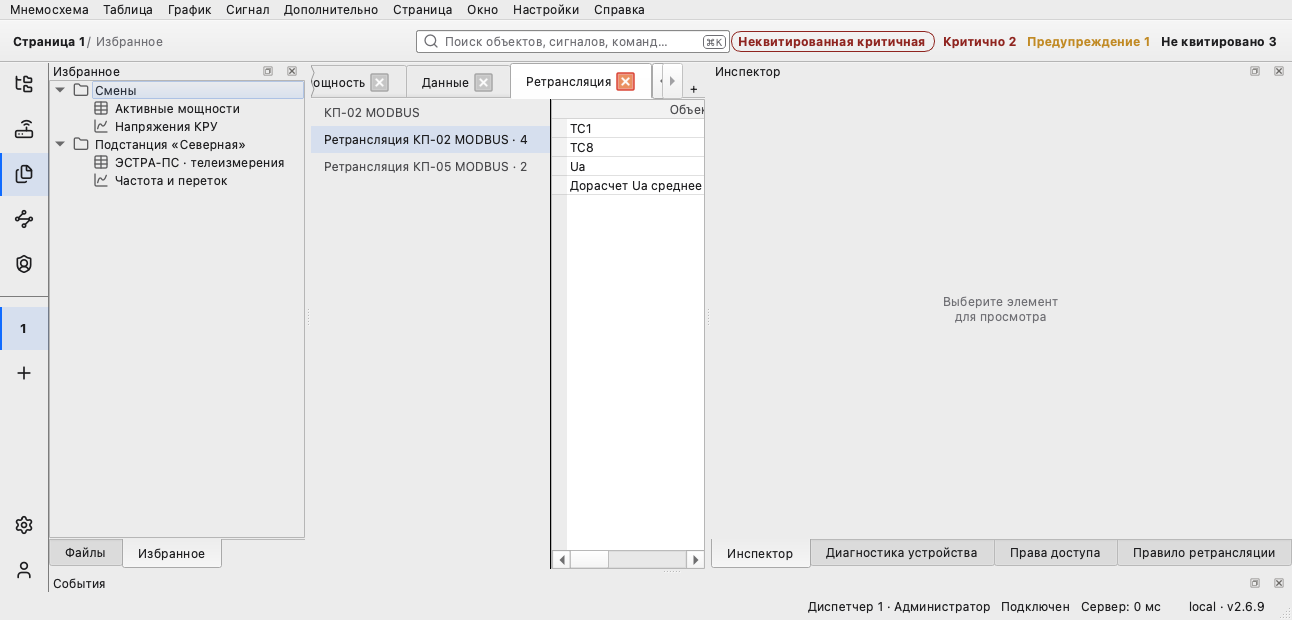 Мнемосхема Таблица График Сигнал Дополнительно Страница Окно Настройки Справка
Страница 1 / Избранное
Поиск объектов, сигналов, команд... ⌘K
Неквитированная критичная Критично 2 Предупреждение 1 Не квитировано 3
Избранное
Смены
Активные мощности
Напряжения КРУ
Подстанция «Северная»
ЭСТРА-ПС · телеизмерения
Частота и переток
Файлы Избранное
1
ощность Данные Ретрансляция +
КП-02 MODBUS
Ретрансляция КП-02 MODBUS · 4
Ретрансляция КП-05 MODBUS · 2
Объек
ТС1
ТС8
Ua
Дорасчет Ua среднее
Инспектор
Выберите элемент
для просмотра
Инспектор Диагностика устройства Права доступа Правило ретрансляции
События
Диспетчер 1 · Администратор Подключен Сервер: 0 мс local · v2.6.9